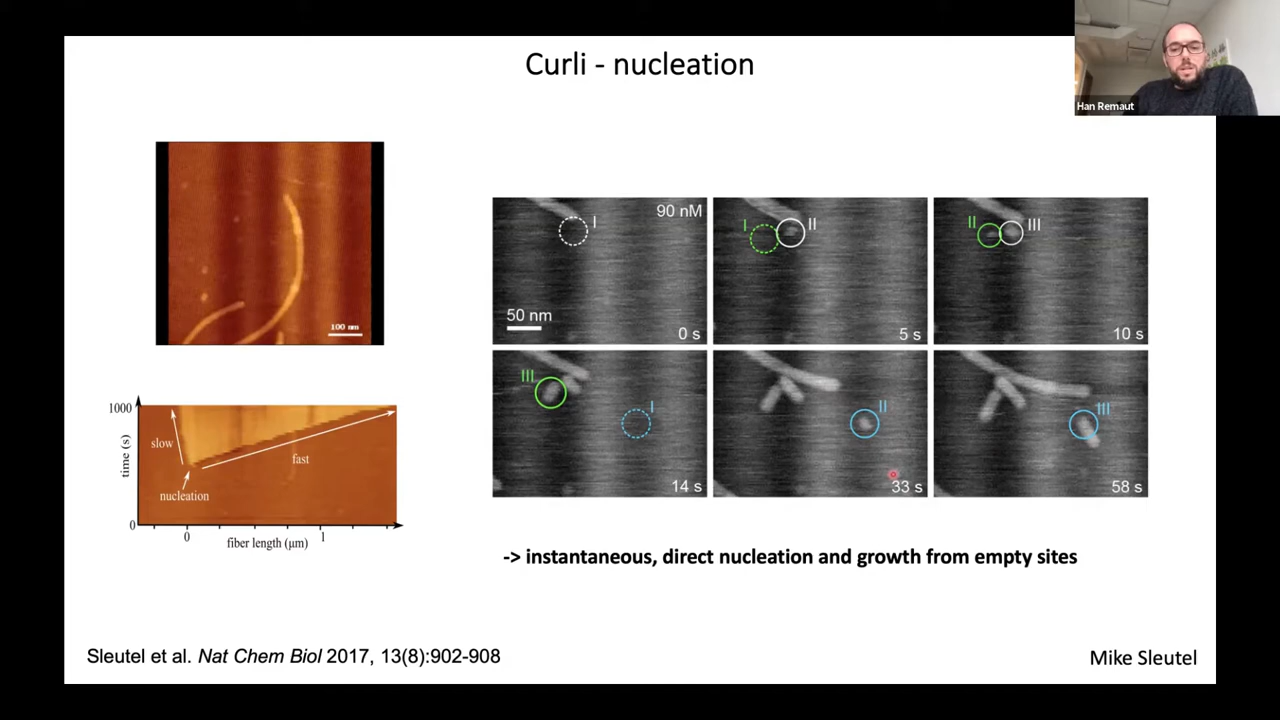 Curli - nucleation
Han Remaut
100 nm
1000
time (s)
slow
fast
nucleation
0
0
1
fiber length (μm)
I
90 nM
50 nm
0 s
I
II
5 s
II
III
10 s
III
I
14 s
II
33 s
III
58 s
-> instantaneous, direct nucleation and growth from empty sites
Sleutel et al. Nat Chem Biol 2017, 13(8):902-908
Mike Sleutel